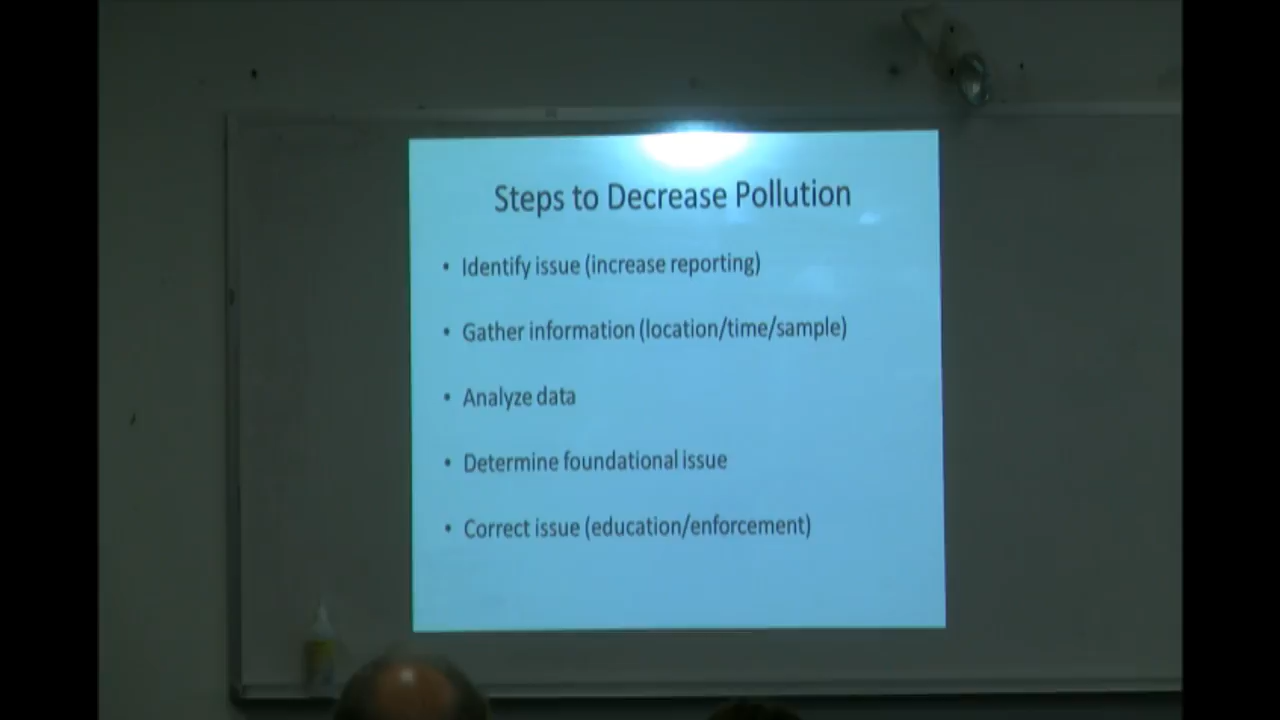 Steps to Decrease Pollution
• Identify issue (increase reporting)
• Gather information (location/time/sample)
• Analyze data
• Determine foundational issue
• Correct issue (education/enforcement)